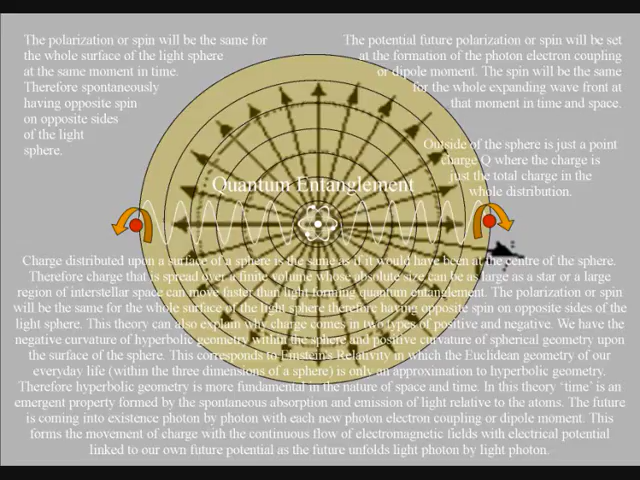 The polarization or spin will be the same for
the whole surface of the light sphere
at the same moment in time.
Therefore spontaneously
having opposite spin
on opposite sides
of the light
sphere.
The potential future polarization or spin will be set
at the formation of the photon electron coupling
or dipole moment. The spin will be the same
for the whole expanding wave front at
that moment in time and space.
Outside of the sphere is just a point
charge Q where the charge is
just the total charge in the
whole distribution.
Quantum Entanglement
Charge distributed upon a surface of a sphere is the same as if it would have been at the centre of the sphere.
Therefore charge that is spread over a finite volume whose absolute size can be as large as a star or a large
region of interstellar space can move faster than light forming quantum entanglement. The polarization or spin
will be the same for the whole surface of the light sphere therefore having opposite spin on opposite sides of the
light sphere. This theory can also explain why charge comes in two types of positive and negative. We have the
negative curvature of hyperbolic geometry within the sphere and positive curvature of spherical geometry upon
the surface of the sphere. This corresponds to Einstein's Relativity in which the Euclidean geometry of our
everyday life (within the three dimensions of a sphere) is only an approximation to hyperbolic geometry.
Therefore hyperbolic geometry is more fundamental in the nature of space and time. In this theory ‘time’ is an
emergent property formed by the spontaneous absorption and emission of light relative to the atoms. The future
is coming into existence photon by photon with each new photon electron coupling or dipole moment. This
forms the movement of charge with the continuous flow of electromagnetic fields with electrical potential
linked to our own future potential as the future unfolds light photon by light photon.